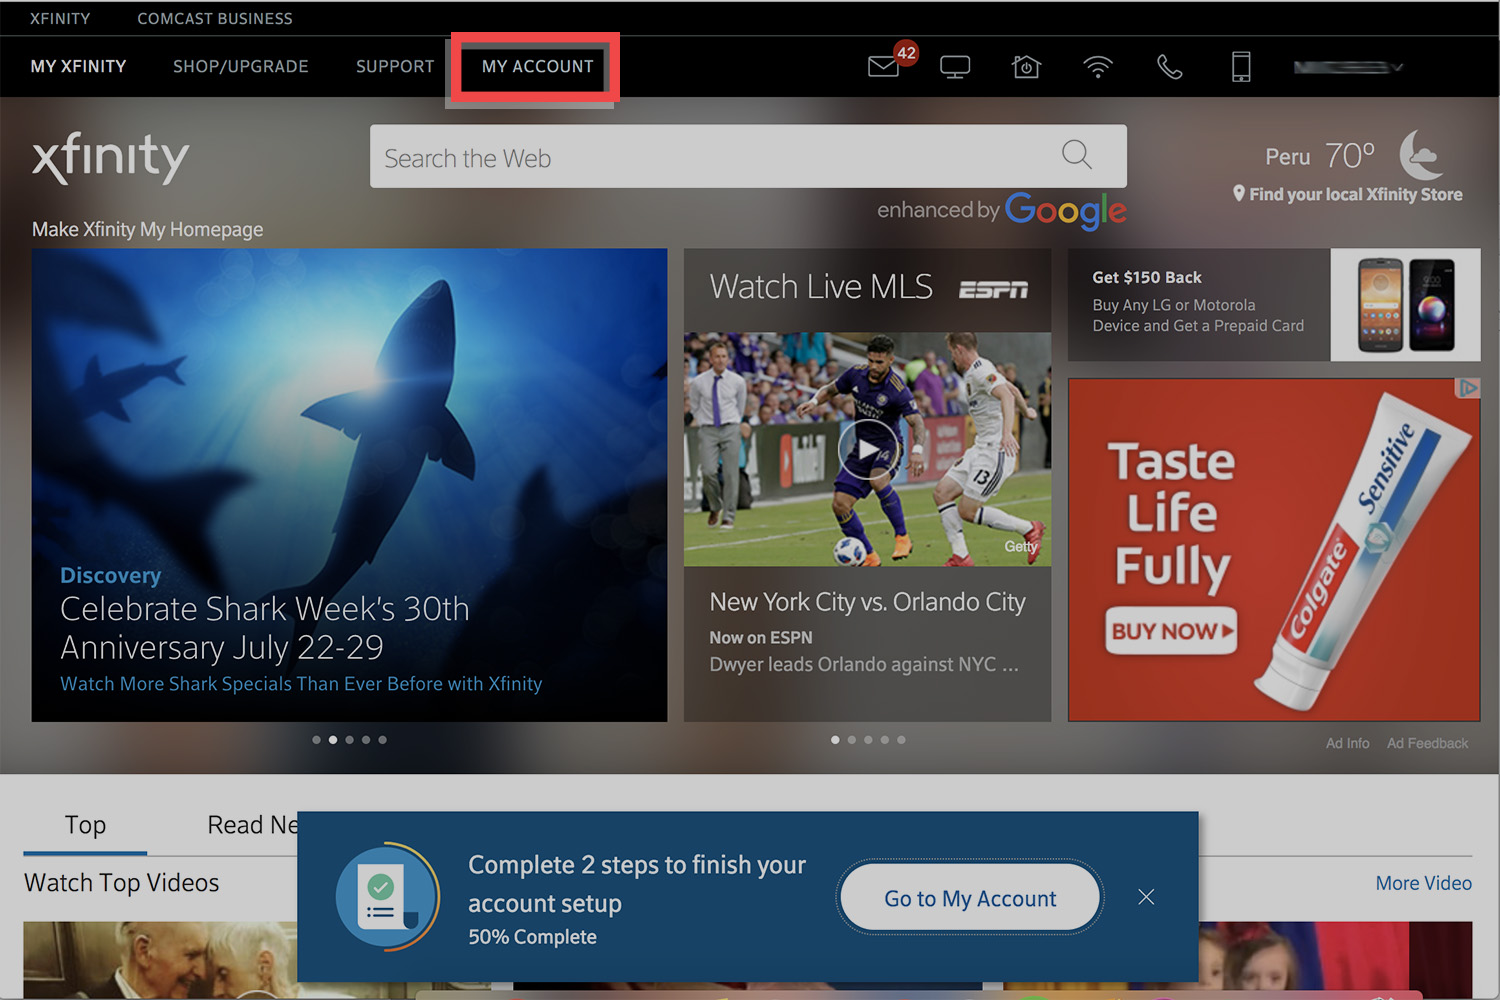 XFINITY
COMCAST BUSINESS
MY XFINITY
SHOP/UPGRADE
SUPPORT
MY ACCOUNT
42
xfinity
Search the Web
enhanced by Google
Peru 70°
Find your local Xfinity Store
Make Xfinity My Homepage
Discovery
Celebrate Shark Week's 30th
Anniversary July 22-29
Watch More Shark Specials Than Ever Before with Xfinity
Watch Live MLS
ESPN
14
13
Getty
New York City vs. Orlando City
Now on ESPN
Dwyer leads Orlando against NYC ...
Get $150 Back
Buy Any LG or Motorola
Device and Get a Prepaid Card
Taste
Life
Fully
BUY NOW
Colgate
Sensitive
Ad Info
Ad Feedback
Top
Read Ne
Watch Top Videos
More Video
Complete 2 steps to finish your
account setup
50% Complete
Go to My Account